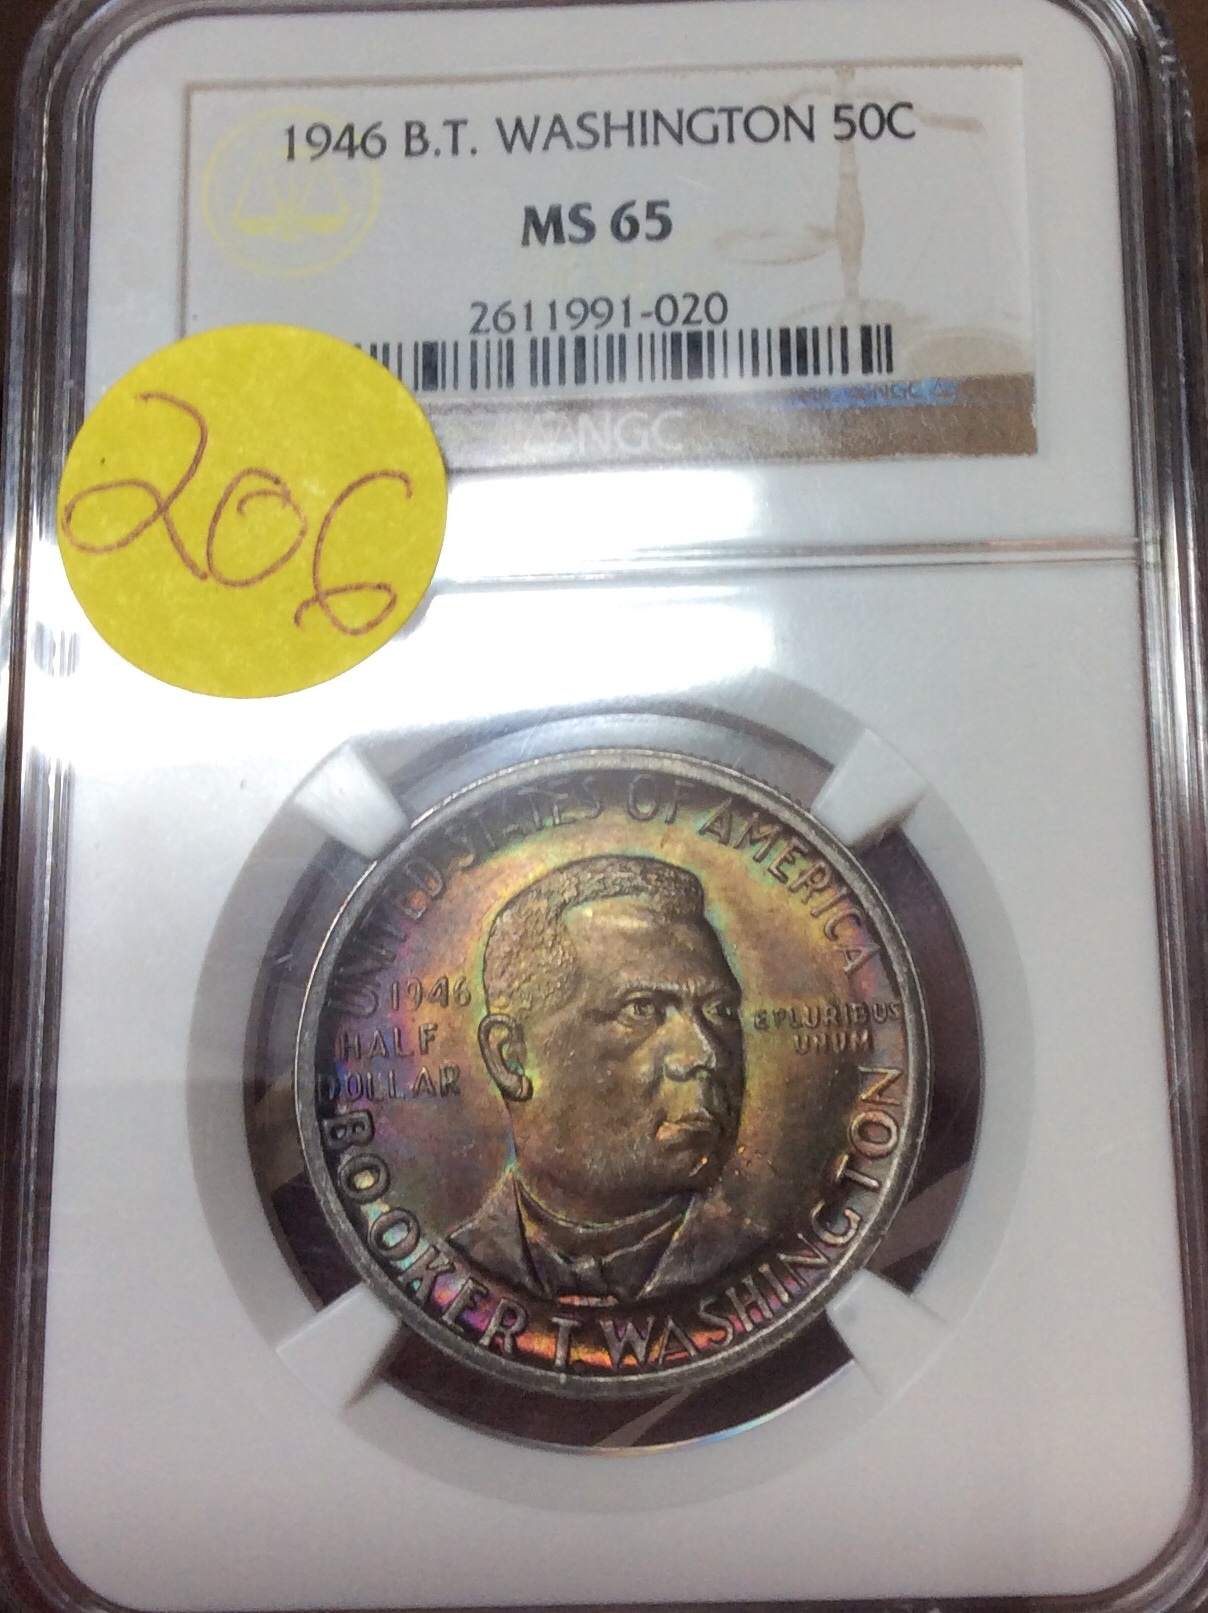 1946 B.T. WASHINGTON 50C
MS 65
2611991-020
NGC
NGC
206
UNITED STATES OF AMERICA
1946
HALF
DOLLAR
E PLURIBUS
UNUM
BOOKER T. WASHINGTON